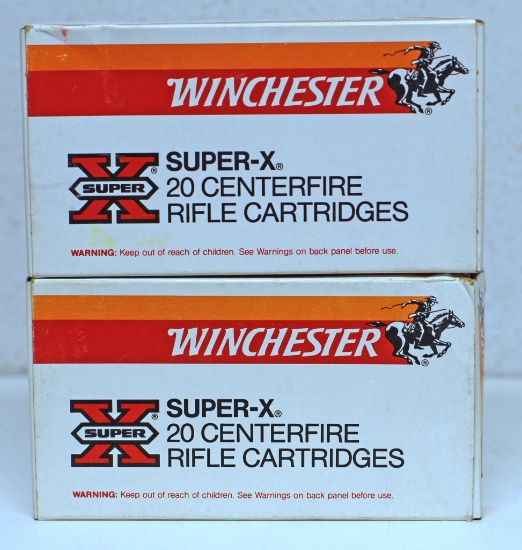 WINCHESTER
®
X
SUPER ®
SUPER-X®
20 CENTERFIRE
RIFLE CARTRIDGES
WARNING: Keep out of reach of children. See Warnings on back panel before use.
WINCHESTER
®
X
SUPER ®
SUPER-X®
20 CENTERFIRE
RIFLE CARTRIDGES
WARNING: Keep out of reach of children. See Warnings on back panel before use.